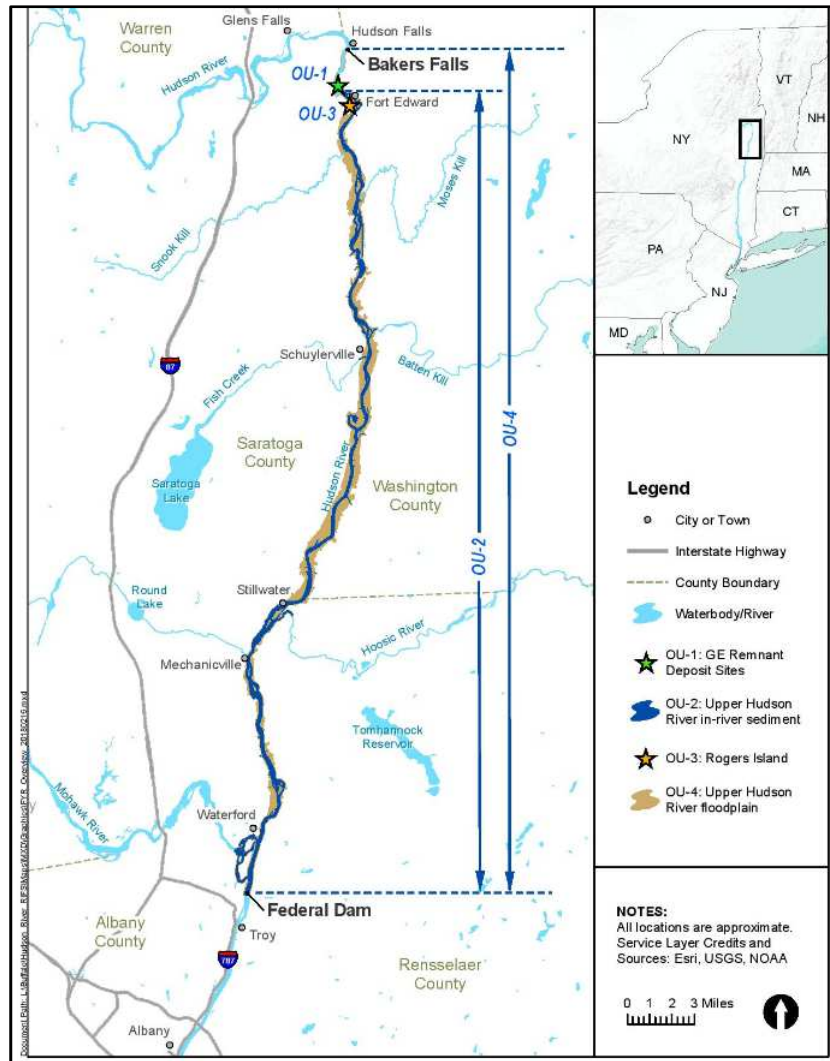 Warren
County
Glens Falls
Hudson Falls
Hudson River
Bakers Falls
OU-1
Fort Edward
OU-3
Moses Kill
Snook Kill
Schuylerville
Batten Kill
87
Fish Creek
OU-4
Saratoga
County
Saratoga
Lake
Hudson River
Washington
County
OU-2
Stillwater
Round
Lake
Hoosic River
Mechanicville
Tomhannock
Reservoir
Mohawk River
Waterford
Federal Dam
Albany
County
Troy
787
Rensselaer
County
Albany
VT
NH
NY
MA
CT
PA
NJ
MD
Legend
City or Town
Interstate Highway
County Boundary
Waterbody/River
OU-1: GE Remnant
Deposit Sites
OU-2: Upper Hudson
River in-river sediment
OU-3: Rogers Island
OU-4: Upper Hudson
River floodplain
NOTES:
All locations are approximate.
Service Layer Credits and
Sources: Esri, USGS, NOAA
0 1 2 3 Miles